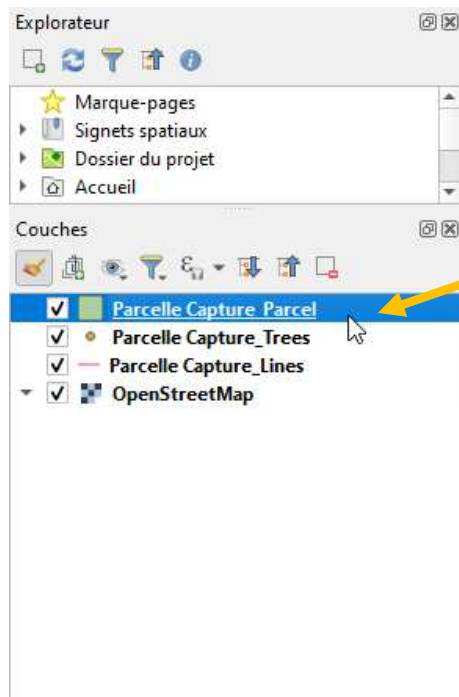 Explorateur
Marque-pages
Signets spatiaux
Dossier du projet
Accueil
Couches
Parcelle Capture_Parcel
Parcelle Capture_Trees
Parcelle Capture_Lines
OpenStreetMap